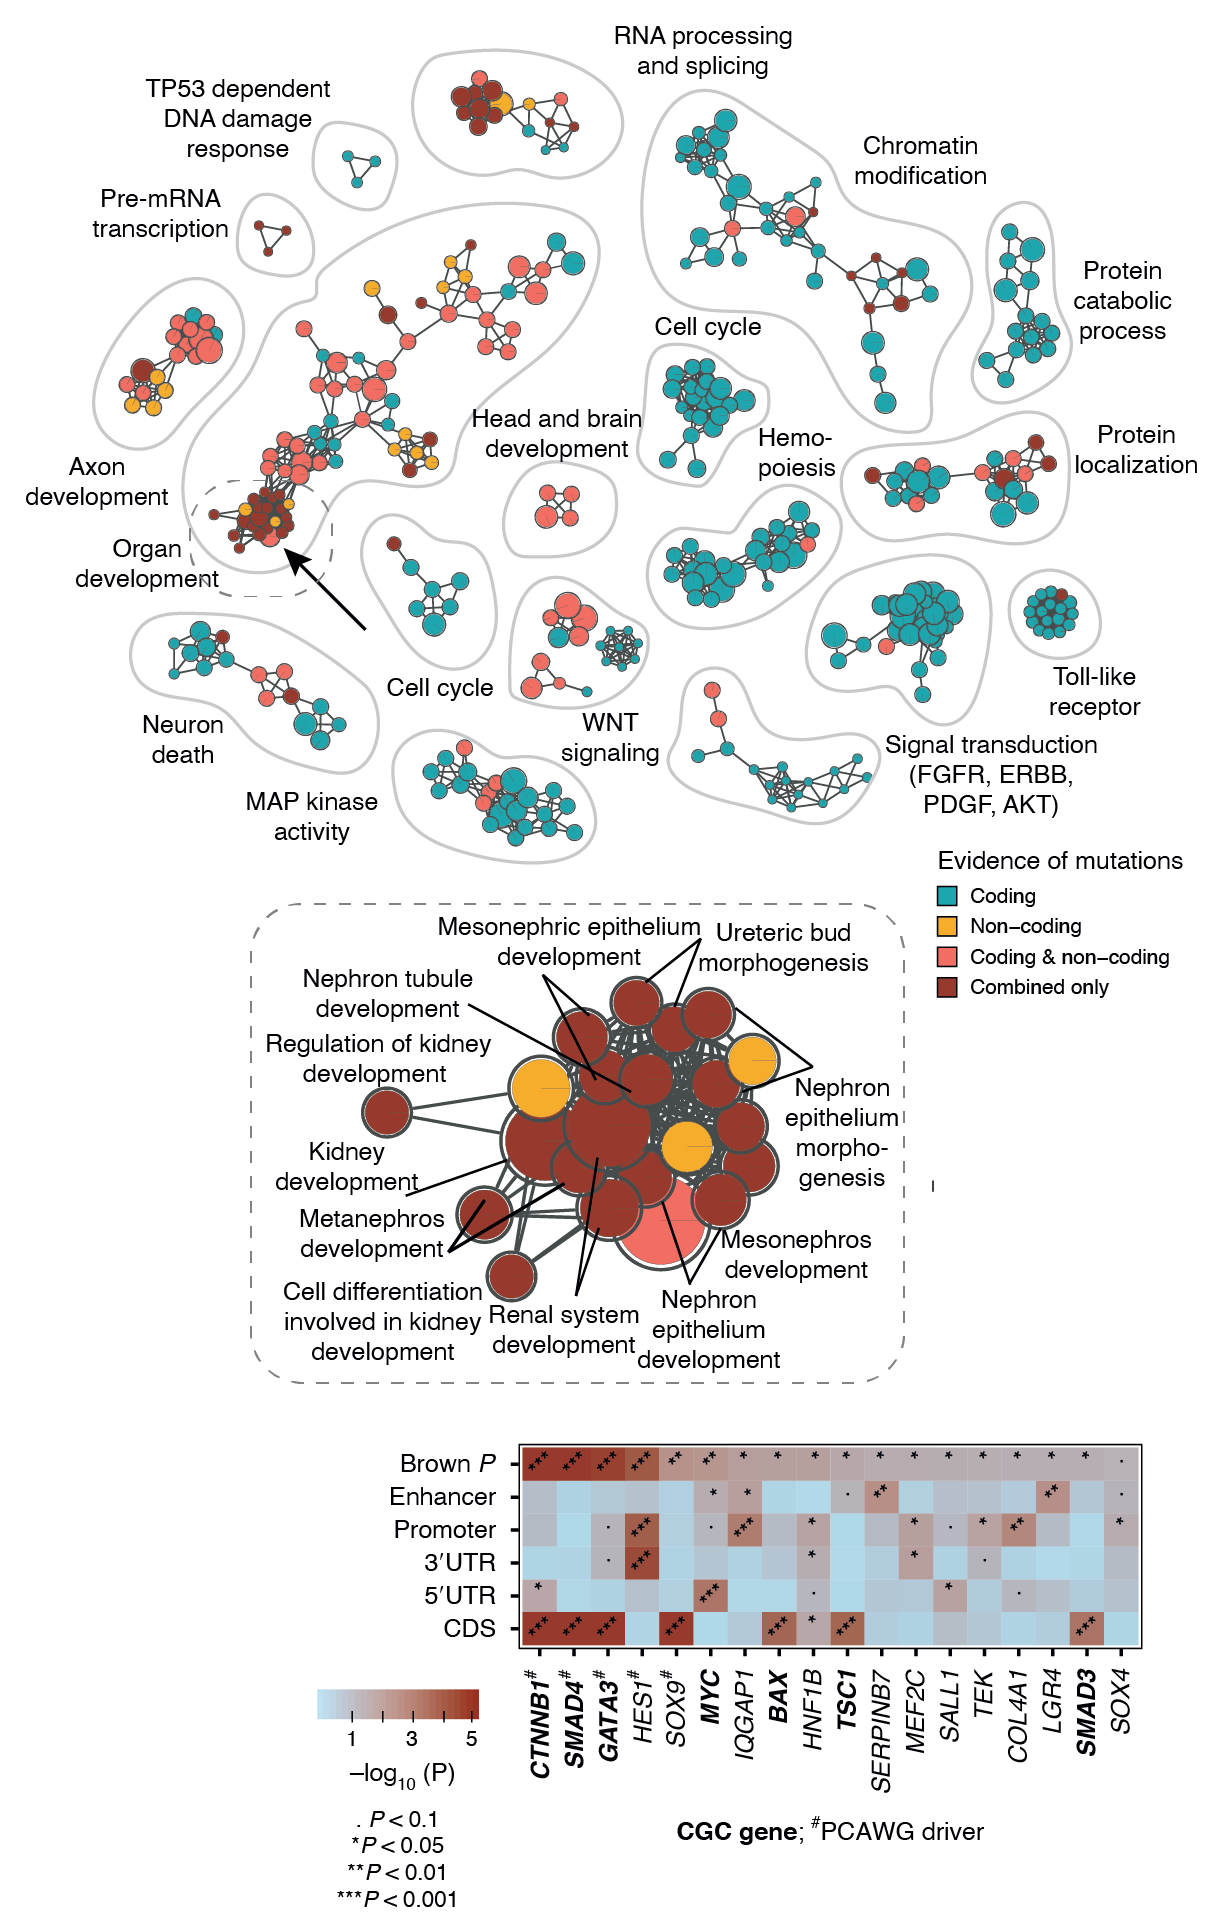 RNA processing
and splicing
TP53 dependent
DNA damage
response
Chromatin
modification
Pre-mRNA
transcription
Protein
catabolic
process
Cell cycle
Head and brain
development
Hemo-
poiesis
Protein
localization
Axon
development
Organ
development
Cell cycle
Neuron
death
WNT
signaling
Toll-like
receptor
MAP kinase
activity
Signal transduction
(FGFR, ERBB,
PDGF, AKT)
Evidence of mutations
Coding
Non–coding
Coding & non–coding
Combined only
Mesonephric epithelium
development
Ureteric bud
morphogenesis
Nephron tubule
development
Regulation of kidney
development
Nephron
epithelium
morpho-
genesis
Kidney
development
Metanephros
development
Mesonephros
development
Cell differentiation
involved in kidney
development
Renal system
development
Nephron
epithelium
development
Brown P *** *** *** *** ** ** * * * * * * * * * * * .
Enhancer * * . ** ** .
Promoter . *** . *** * * . * ** *
3′UTR . *** * * .
5′UTR * *** . * .
CDS *** *** *** *** *** * *** ***
CTNNB1# SMAD4# GATA3# HES1# SOX9# MYC IQGAP1 BAX HNF1B TSC1 SERPINB7 MEF2C SALL1 TEK COL4A1 LGR4 SMAD3 SOX4
1 3 5
–log10 (P)
. P < 0.1
*P < 0.05
**P < 0.01
***P < 0.001
CGC gene; #PCAWG driver